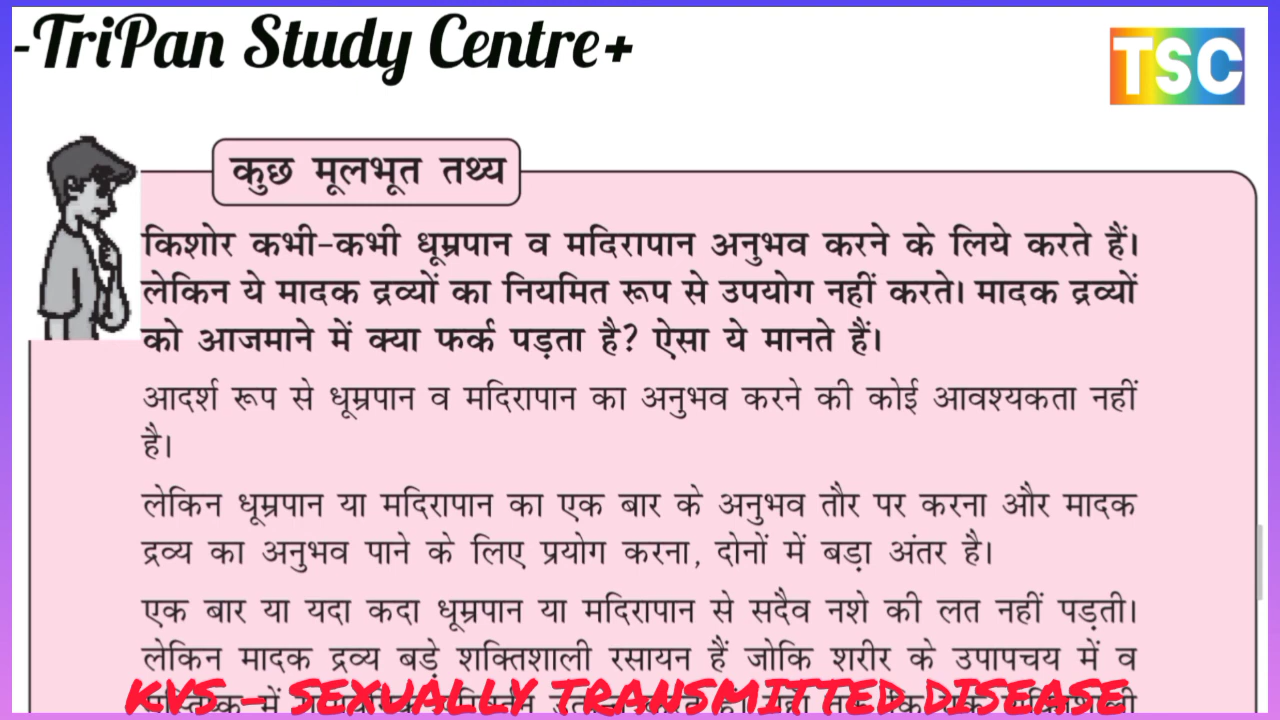 -TriPan Study Centre+
TSC
कुछ मूलभूत तथ्य
किशोर कभी-कभी धूम्रपान व मदिरापान अनुभव करने के लिये करते हैं।
लेकिन ये मादक द्रव्यों का नियमित रूप से उपयोग नहीं करते। मादक द्रव्यों
को आजमाने में क्या फर्क पड़ता है? ऐसा ये मानते हैं।
आदर्श रूप से धूम्रपान व मदिरापान का अनुभव करने की कोई आवश्यकता नहीं
है।
लेकिन धूम्रपान या मदिरापान का एक बार के अनुभव तौर पर करना और मादक
द्रव्य का अनुभव पाने के लिए प्रयोग करना, दोनों में बड़ा अंतर है।
एक बार या यदा कदा धूम्रपान या मदिरापान से सदैव नशे की लत नहीं पड़ती।
लेकिन मादक द्रव्य बड़े शक्तिशाली रसायन हैं जोकि शरीर के उपापचय में व
KVS - SEXUALLY TRANSMITTED DISEASE